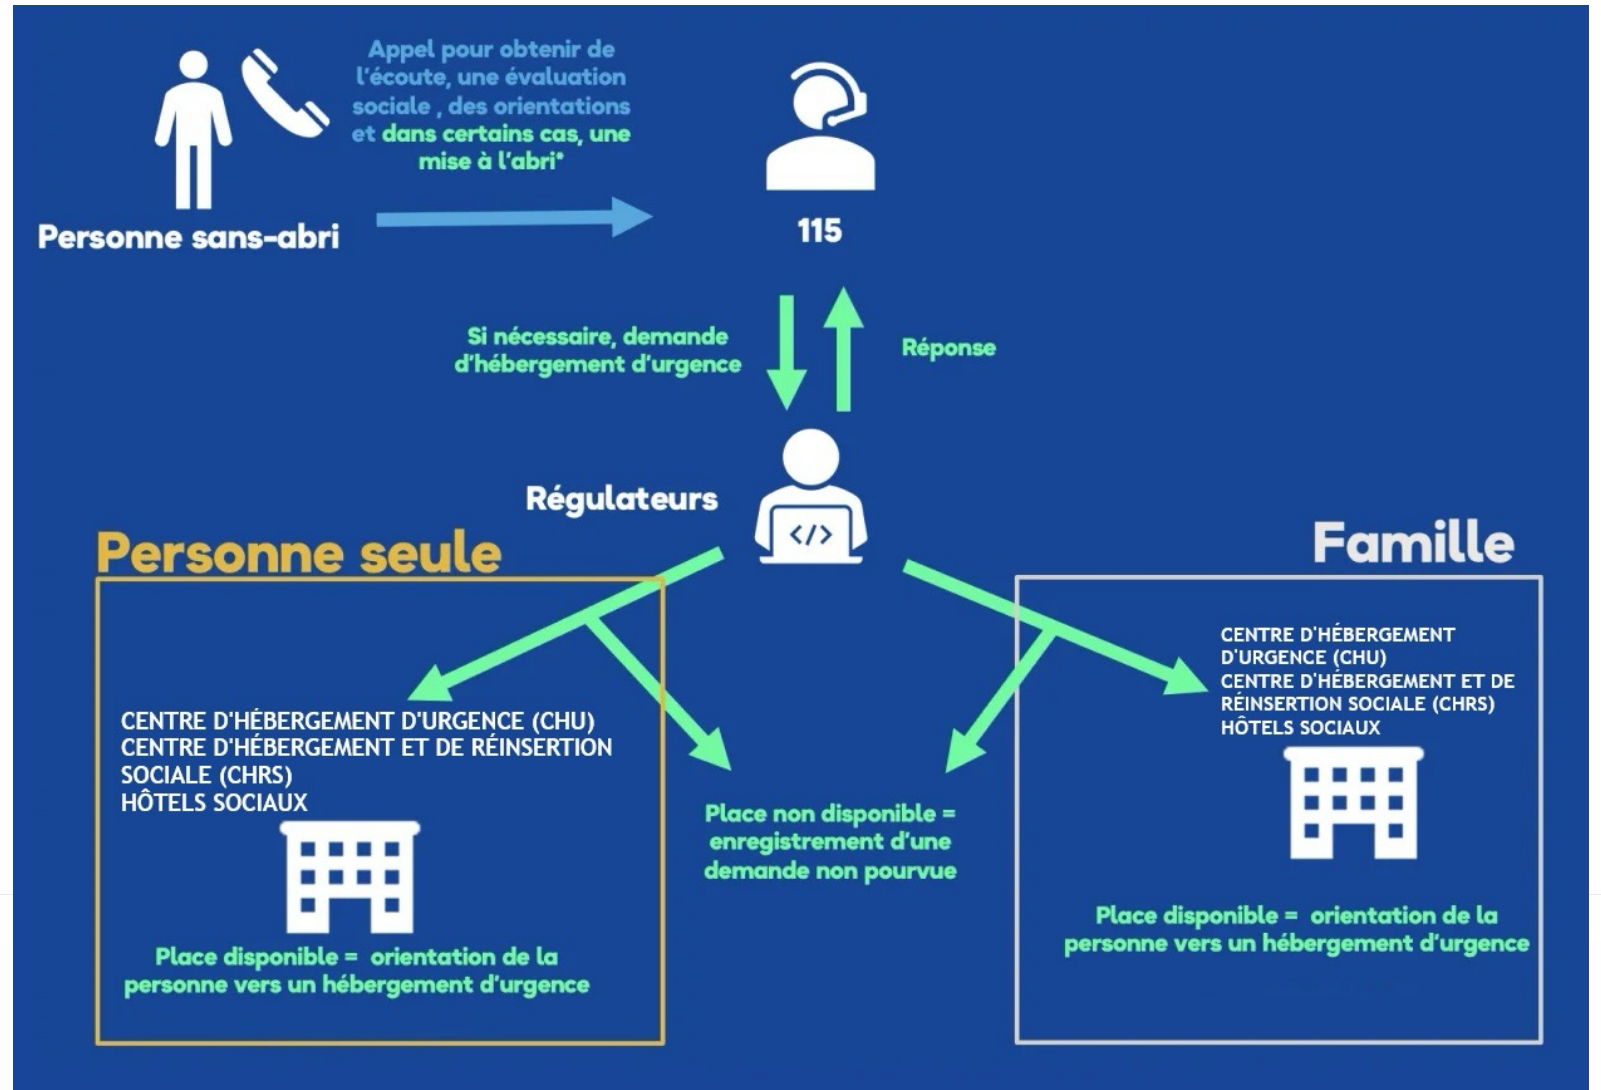 Appel pour obtenir de
l'écoute, une évaluation
sociale , des orientations
et dans certains cas, une
mise à l'abri*
Personne sans-abri
115
Si nécessaire, demande
d'hébergement d'urgence
Réponse
Régulateurs
Personne seule
CENTRE D'HÉBERGEMENT D'URGENCE (CHU)
CENTRE D'HÉBERGEMENT ET DE RÉINSERTION
SOCIALE (CHRS)
HÔTELS SOCIAUX
Place disponible = orientation de la
personne vers un hébergement d'urgence
Place non disponible =
enregistrement d'une
demande non pourvue
Famille
CENTRE D'HÉBERGEMENT
D'URGENCE (CHU)
CENTRE D'HÉBERGEMENT ET DE
RÉINSERTION SOCIALE (CHRS)
HÔTELS SOCIAUX
Place disponible = orientation de la
personne vers un hébergement d'urgence
</>